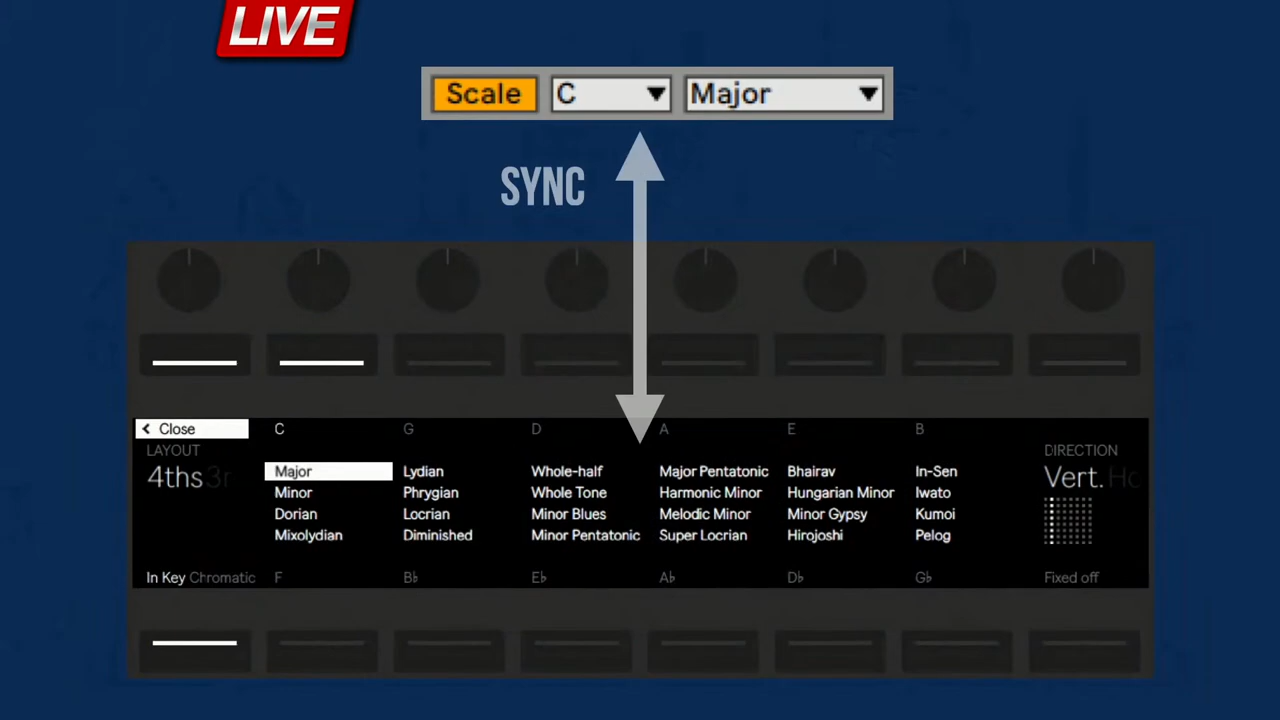 LIVE
Scale C Major
SYNC
< Close C G D A E B
LAYOUT DIRECTION
4ths 3r Vert. Ho
Major Lydian Whole-half Major Pentatonic Bhairav In-Sen
Minor Phrygian Whole Tone Harmonic Minor Hungarian Minor Iwato
Dorian Locrian Minor Blues Melodic Minor Minor Gypsy Kumoi
Mixolydian Diminished Minor Pentatonic Super Locrian Hirojoshi Pelog
In Key Chromatic F B♭ E♭ A♭ D♭ G♭ Fixed off